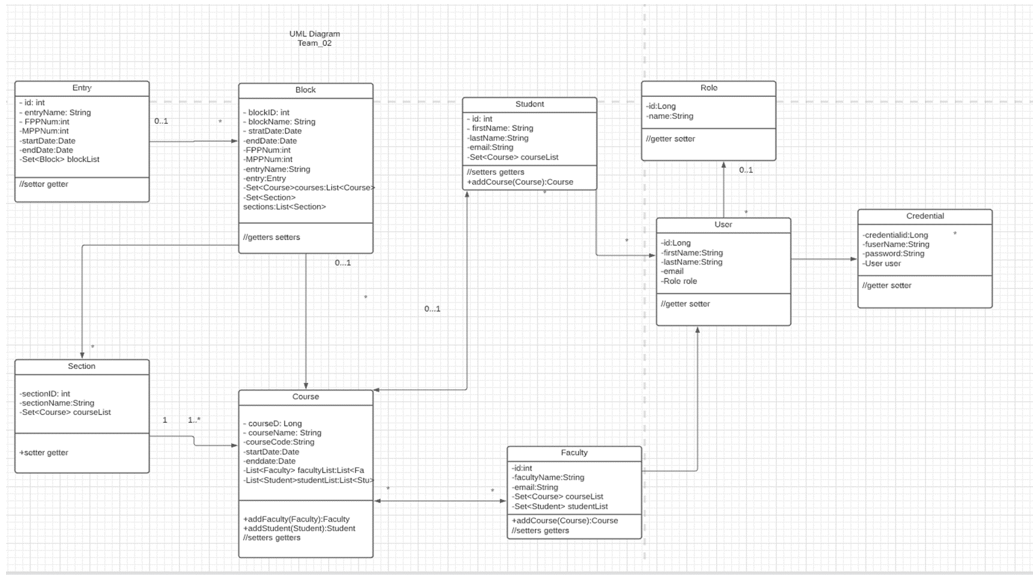 UML Diagram
Team_02
Entry
- id: int
- entryName: String
- FPPNum:int
-MPPNum:int
-startDate:Date
-endDate:Date
-Set<Block> blockList
//setter getter
0..1
*
Block
- blockID: int
- blockName: String
- stratDate:Date
-endDate:Date
-FPPNum:int
-MPPNum:int
-entryName:String
-entry:Entry
-Set<Course>courses:List<Course>
-Set<Section>
sections:List<Section>
//getters setters
0...1
*
Student
- id: int
- firstName: String
-lastName:String
-email:String
-Set<Course> courseList
//setters getters
+addCourse(Course):Course
*
*
0...1
Role
-id:Long
-name:String
//getter setter
0..1
*
User
-id:Long
-firstName:String
-lastName:String
-email
-Role role
//getter setter
Credential
-credentialid:Long
*
-fuserName:String
-password:String
-User user
//getter setter
*
Section
-sectionID: int
-sectionName:String
-Set<Course> courseList
+setter getter
1
1..*
Course
- courseD: Long
- courseName: String
-courseCode:String
-startDate:Date
-enddate:Date
-List<Faculty> facultyList:List<Fa
-List<Student>studentList:List<Stu>
+addFaculty(Faculty):Faculty
+addStudent(Student):Student
//setters getters
*
*
Faculty
-id:int
-facultyName:String
-email:String
-Set<Course> courseList
-Set<Student> studentList
+addCourse(Course):Course
//setters getters